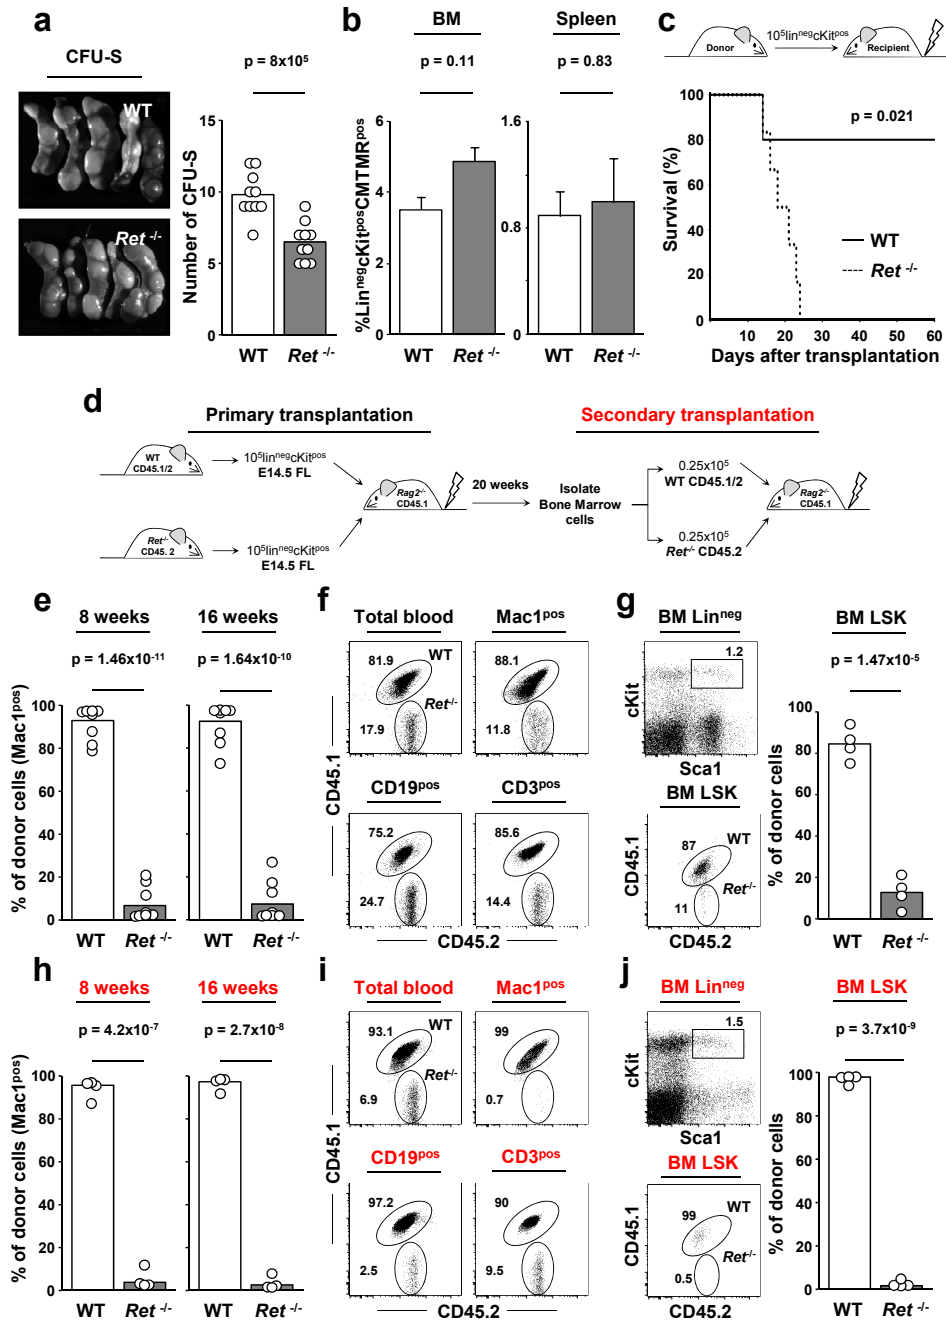 a
CFU-S
WT
Ret -/-
p = 8x10⁵
Number of CFU-S
15
10
5
0
WT
Ret -/-
b
BM
Spleen
p = 0.11
p = 0.83
%Linnegckitposcmtmrpos
6
4
2
0
1.6
0.8
0
WT
Ret -/-
WT
Ret -/-
c
10⁵linnegcKitpos
Donor
Recipient
p = 0.021
Survival (%)
100
80
60
40
20
0
WT
Ret -/-
0
10
20
30
40
50
60
Days after transplantation
d
Primary transplantation
Secondary transplantation
WT
CD45.1/2
10⁵linnegcKitpos
E14.5 FL
Ret-/-
CD45. 2
10⁵linnegcKitpos
E14.5 FL
Rag2-/-
CD45.1
20 weeks
Isolate
Bone Marrow
cells
0.25x10⁵
WT CD45.1/2
0.25x10⁵
Ret-/- CD45.2
Rag2-/-
CD45.1
e
8 weeks
16 weeks
p = 1.46x10-11
p = 1.64x10-10
% of donor cells (Mac1pos)
100
80
60
40
20
0
WT
Ret -/-
WT
Ret -/-
f
Total blood
Mac1pos
81.9
WT
Ret-/-
17.9
88.1
11.8
CD19pos
CD3pos
75.2
24.7
85.6
14.4
CD45.1
CD45.2
g
BM Linneg
1.2
cKit
Sca1
BM LSK
87
WT
Ret-/-
11
CD45.1
CD45.2
BM LSK
p = 1.47x10-5
% of donor cells
100
80
60
40
20
0
WT
Ret -/-
h
8 weeks
16 weeks
p = 4.2x10-7
p = 2.7x10-8
% of donor cells (Mac1pos)
100
80
60
40
20
0
WT
Ret -/-
WT
Ret -/-
i
Total blood
Mac1pos
93.1
WT
Ret-/-
6.9
99
0.7
CD19pos
CD3pos
97.2
2.5
90
9.5
CD45.1
CD45.2
j
BM Linneg
1.5
cKit
Sca1
BM LSK
99
WT
Ret-/-
0.5
CD45.1
CD45.2
BM LSK
p = 3.7x10-9
% of donor cells
100
80
60
40
20
0
WT
Ret -/-